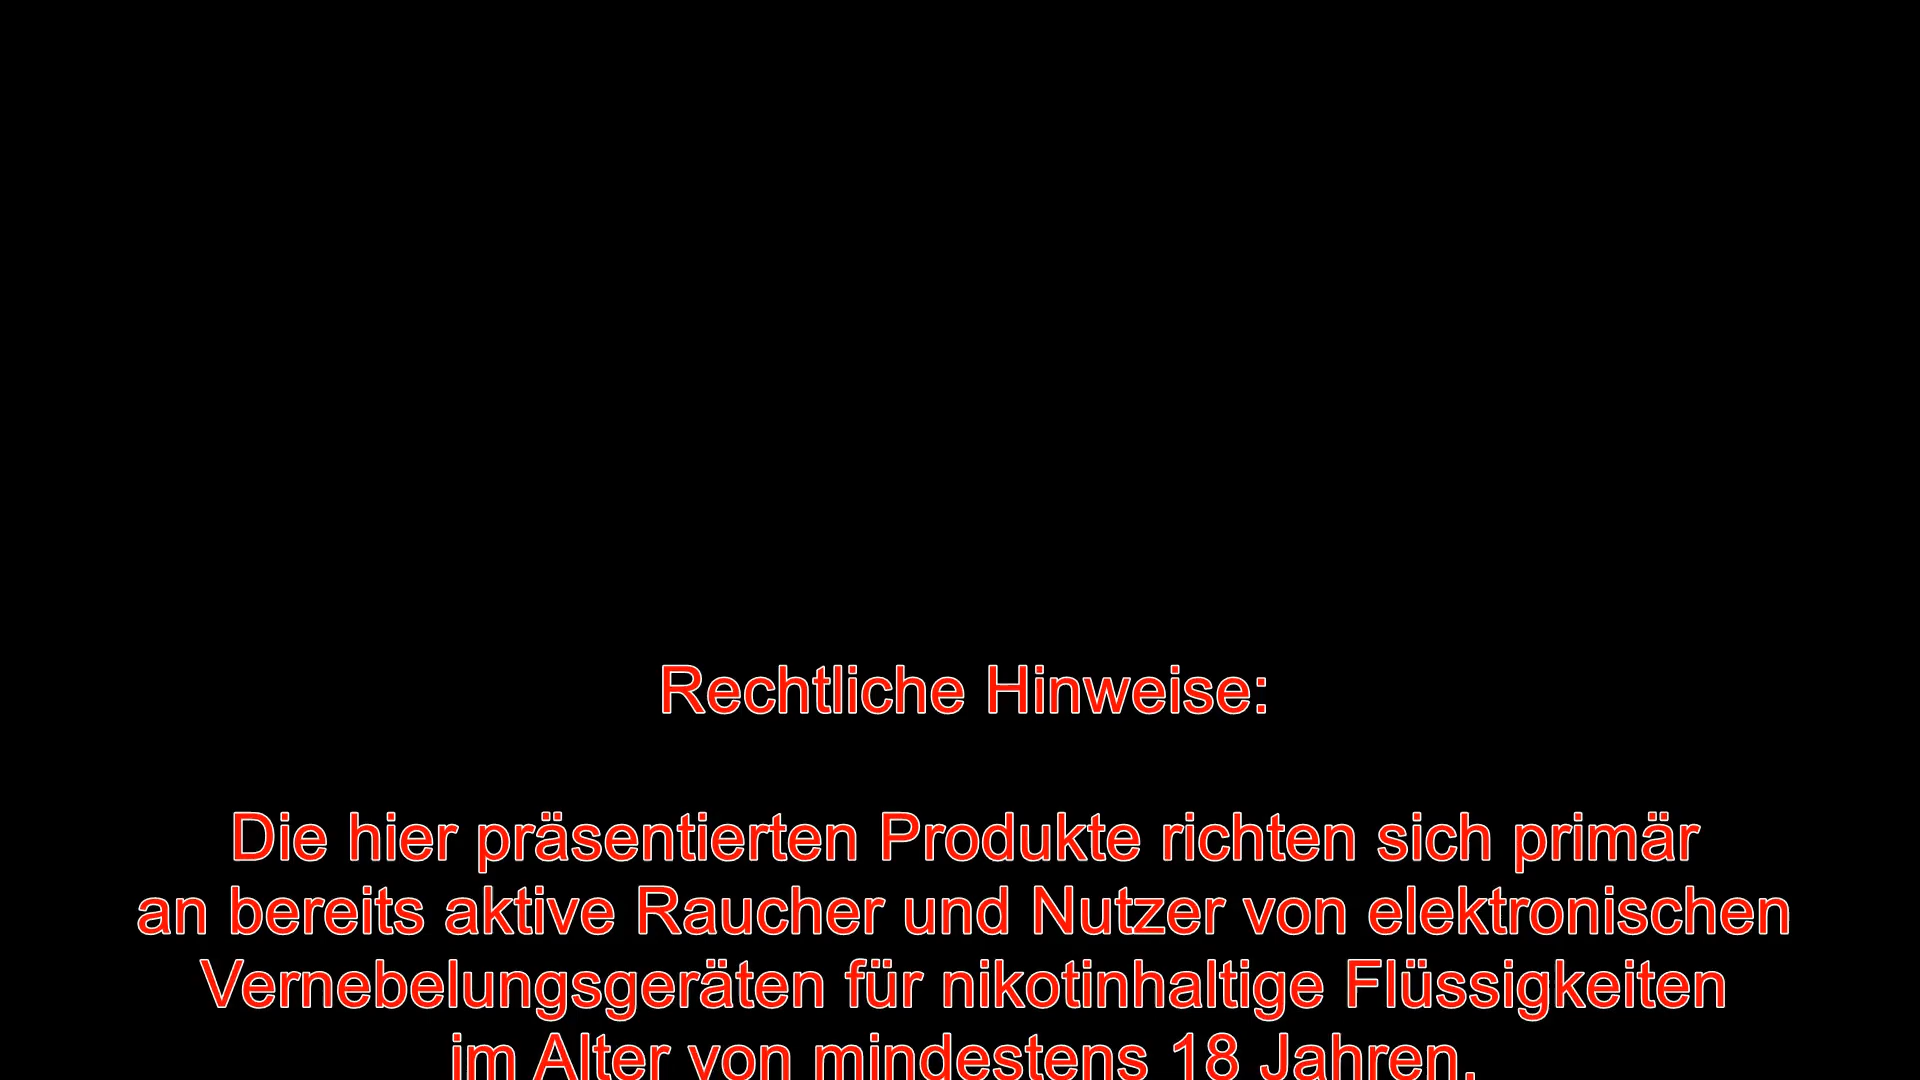 Rechtliche Hinweise:
Die hier präsentierten Produkte richten sich primär
an bereits aktive Raucher und Nutzer von elektronischen
Vernebelungsgeräten für nikotinhaltige Flüssigkeiten
im Alter von mindestens 18 Jahren.